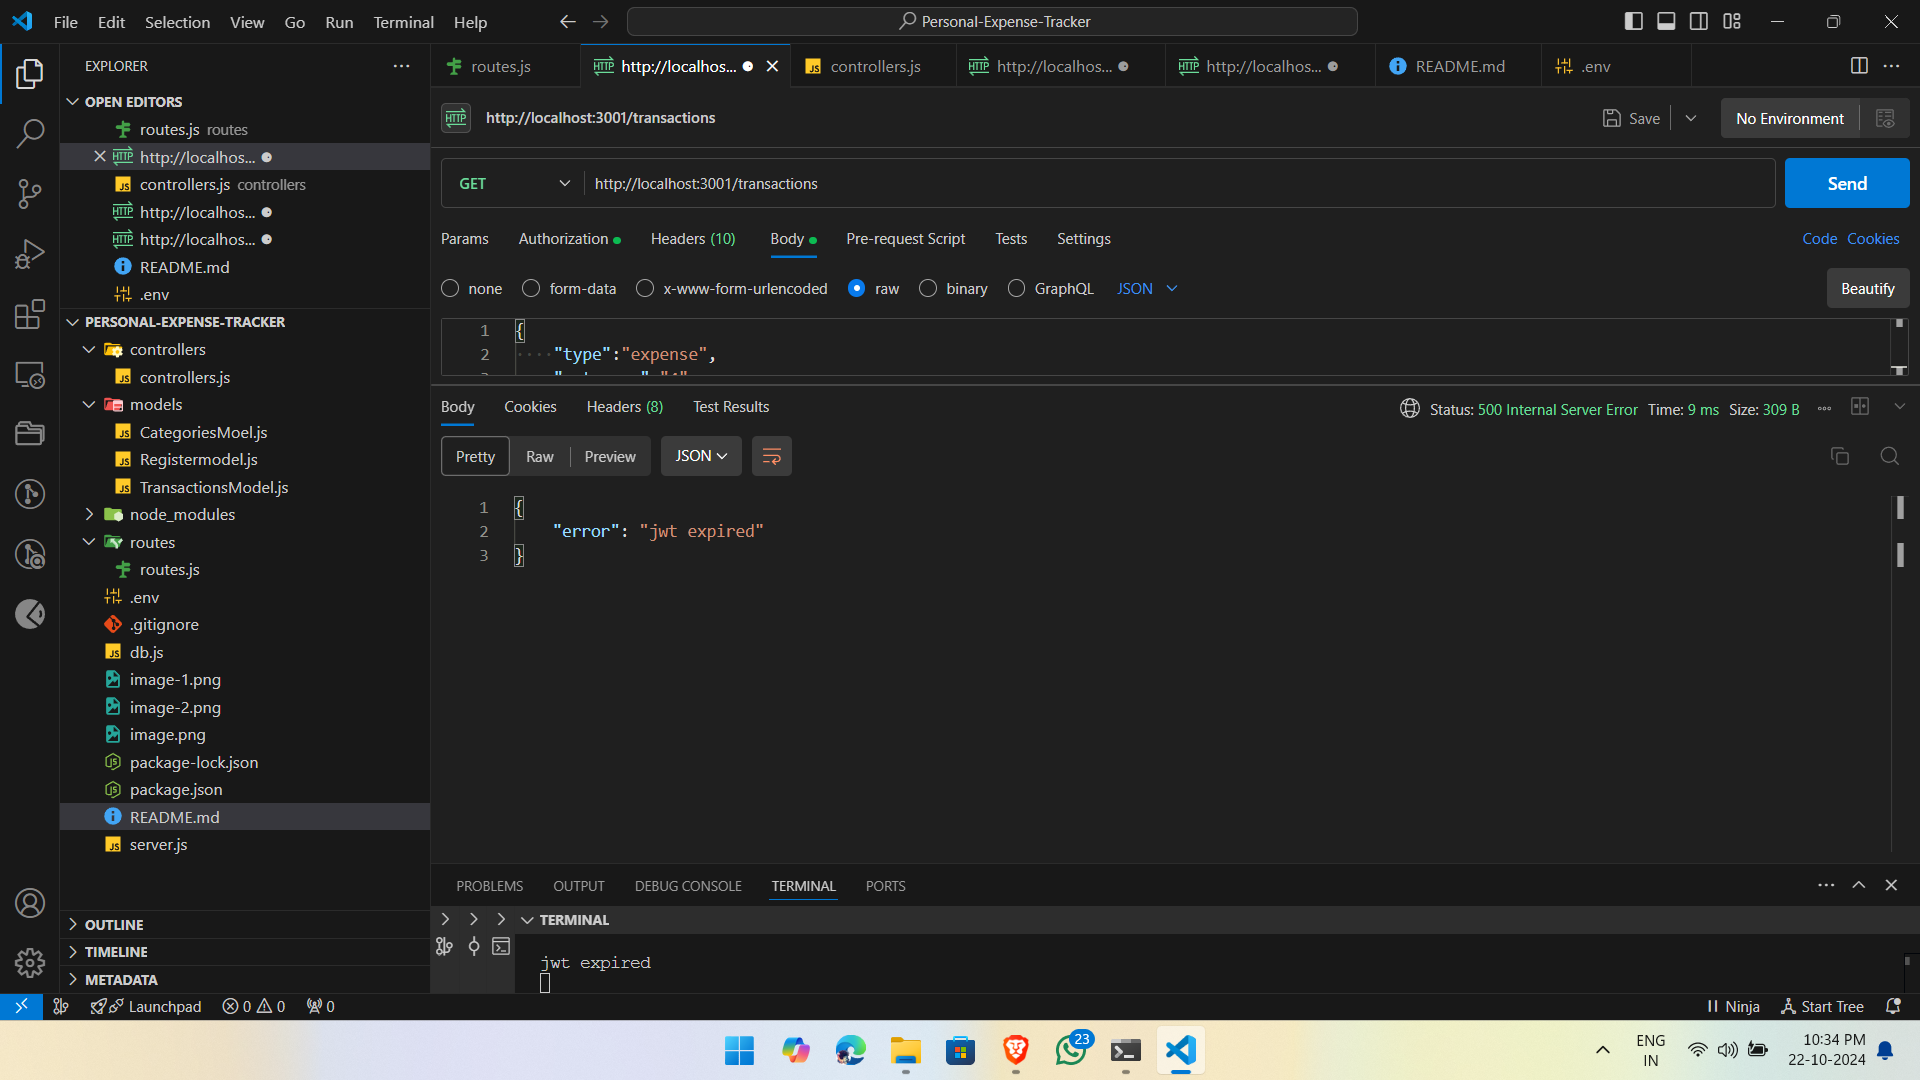 File Edit Selection View Go Run Terminal Help
Personal-Expense-Tracker
EXPLORER
OPEN EDITORS
routes.js routes
http://localhos...
controllers.js controllers
http://localhos...
http://localhos...
README.md
.env
PERSONAL-EXPENSE-TRACKER
controllers
controllers.js
models
CategoriesMoel.js
Registermodel.js
TransactionsModel.js
node_modules
routes
routes.js
.env
.gitignore
db.js
image-1.png
image-2.png
image.png
package-lock.json
package.json
README.md
server.js
OUTLINE
TIMELINE
METADATA
routes.js http://localhos... controllers.js http://localhos... http://localhos... README.md .env
HTTP http://localhost:3001/transactions Save No Environment
GET http://localhost:3001/transactions Send
Params Authorization Headers (10) Body Pre-request Script Tests Settings Code Cookies
none form-data x-www-form-urlencoded raw binary GraphQL JSON Beautify
1 {
2 "type":"expense",
Body Cookies Headers (8) Test Results Status: 500 Internal Server Error Time: 9 ms Size: 309 B
Pretty Raw Preview JSON
1 {
2 "error": "jwt expired"
3 }
PROBLEMS OUTPUT DEBUG CONSOLE TERMINAL PORTS
TERMINAL
jwt expired
Launchpad 0 0 0 Ninja Start Tree
23
ENG
IN
10:34 PM
22-10-2024